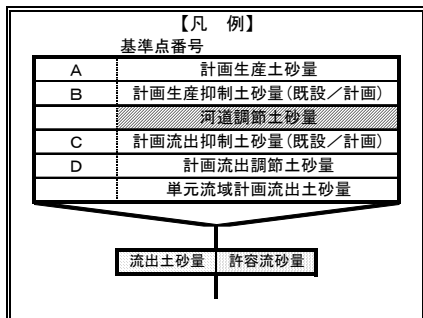 【凡　例】
基準点番号
A 計画生産土砂量
B 計画生産抑制土砂量(既設／計画)
河道調節土砂量
C 計画流出抑制土砂量(既設／計画)
D 計画流出調節土砂量
単元流域計画流出土砂量
流出土砂量 許容流砂量